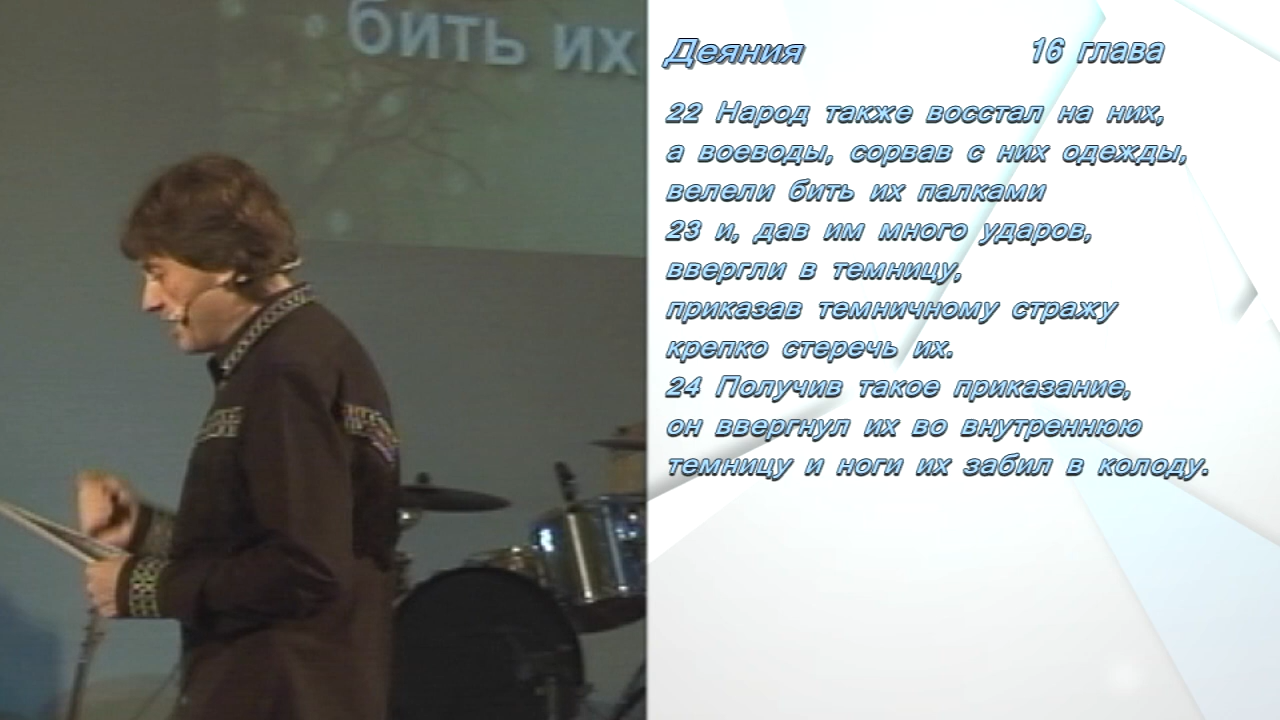 бить их
Деяния 16 глава
22 Народ также восстал на них,
а воеводы, сорвав с них одежды,
велели бить их палками
23 и, дав им много ударов,
ввергли в темницу,
приказав темничному стражу
крепко стеречь их.
24 Получив такое приказание,
он ввергнул их во внутреннюю
темницу и ноги их забил в колоду.